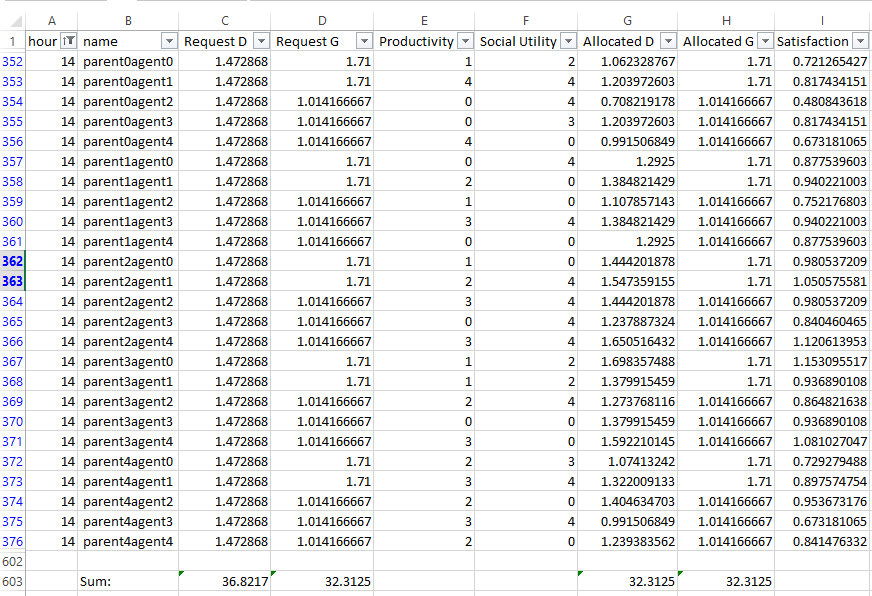 A B C D E F G H I
1 hour name Request D Request G Productivity Social Utility Allocated D Allocated G Satisfaction
352 14 parent0agent0 1.472868 1.71 1 2 1.062328767 1.71 0.721265427
353 14 parent0agent1 1.472868 1.71 4 4 1.203972603 1.71 0.817434151
354 14 parent0agent2 1.472868 1.014166667 0 4 0.708219178 1.014166667 0.480843618
355 14 parent0agent3 1.472868 1.014166667 0 3 1.203972603 1.014166667 0.817434151
356 14 parent0agent4 1.472868 1.014166667 4 0 0.991506849 1.014166667 0.673181065
357 14 parent1agent0 1.472868 1.71 0 4 1.2925 1.71 0.877539603
358 14 parent1agent1 1.472868 1.71 2 0 1.384821429 1.71 0.940221003
359 14 parent1agent2 1.472868 1.014166667 1 0 1.107857143 1.014166667 0.752176803
360 14 parent1agent3 1.472868 1.014166667 3 4 1.384821429 1.014166667 0.940221003
361 14 parent1agent4 1.472868 1.014166667 0 0 1.2925 1.014166667 0.877539603
362 14 parent2agent0 1.472868 1.71 1 0 1.444201878 1.71 0.980537209
363 14 parent2agent1 1.472868 1.71 2 4 1.547359155 1.71 1.050575581
364 14 parent2agent2 1.472868 1.014166667 3 4 1.444201878 1.014166667 0.980537209
365 14 parent2agent3 1.472868 1.014166667 0 4 1.237887324 1.014166667 0.840460465
366 14 parent2agent4 1.472868 1.014166667 3 4 1.650516432 1.014166667 1.120613953
367 14 parent3agent0 1.472868 1.71 1 2 1.698357488 1.71 1.153095517
368 14 parent3agent1 1.472868 1.71 1 2 1.379915459 1.71 0.936890108
369 14 parent3agent2 1.472868 1.014166667 2 4 1.273768116 1.014166667 0.864821638
370 14 parent3agent3 1.472868 1.014166667 0 0 1.379915459 1.014166667 0.936890108
371 14 parent3agent4 1.472868 1.014166667 3 0 1.592210145 1.014166667 1.081027047
372 14 parent4agent0 1.472868 1.71 2 3 1.07413242 1.71 0.729279488
373 14 parent4agent1 1.472868 1.71 3 4 1.322009133 1.71 0.897574754
374 14 parent4agent2 1.472868 1.014166667 2 0 1.404634703 1.014166667 0.953673176
375 14 parent4agent3 1.472868 1.014166667 3 4 0.991506849 1.014166667 0.673181065
376 14 parent4agent4 1.472868 1.014166667 2 0 1.239383562 1.014166667 0.841476332
602
603 Sum: 36.8217 32.3125 32.3125 32.3125